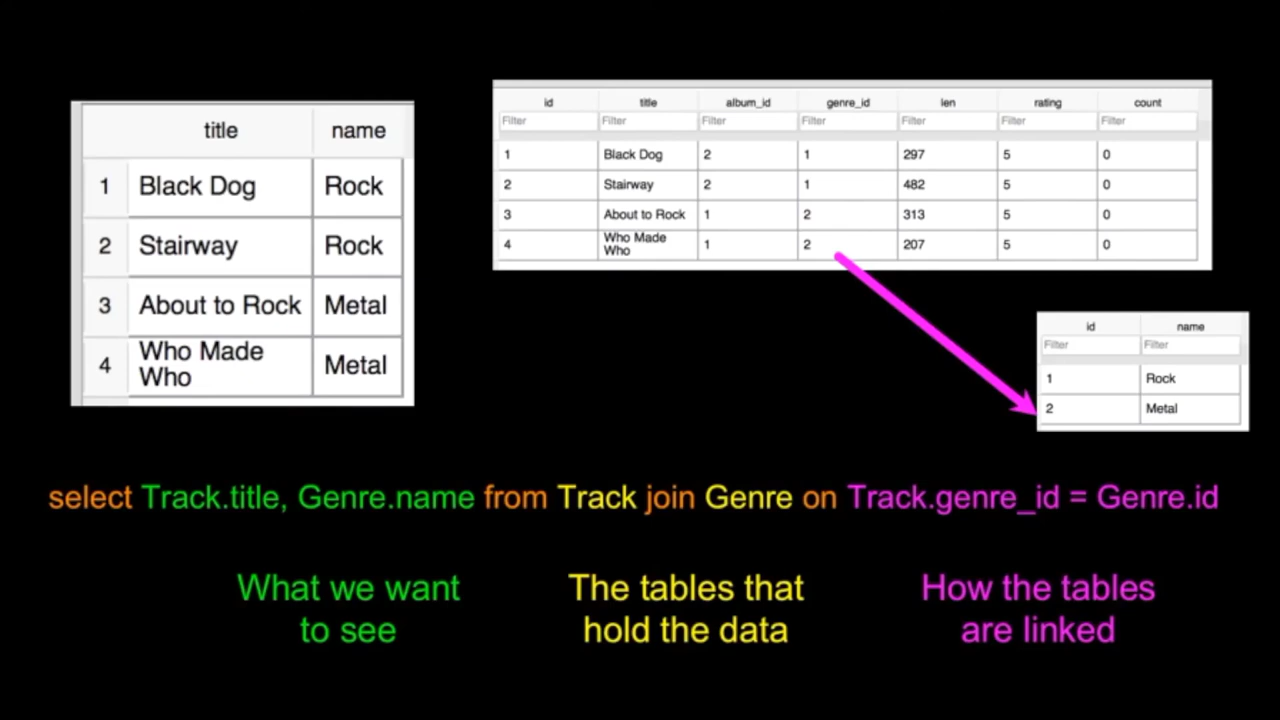 title name
1 Black Dog Rock
2 Stairway Rock
3 About to Rock Metal
4 Who Made Who Metal
id title album_id genre_id len rating count
Filter Filter Filter Filter Filter Filter Filter
1 Black Dog 2 1 297 5 0
2 Stairway 2 1 482 5 0
3 About to Rock 1 2 313 5 0
4 Who Made Who 1 2 207 5 0
id name
Filter Filter
1 Rock
2 Metal
select Track.title, Genre.name from Track join Genre on Track.genre_id = Genre.id
What we want
to see
The tables that
hold the data
How the tables
are linked